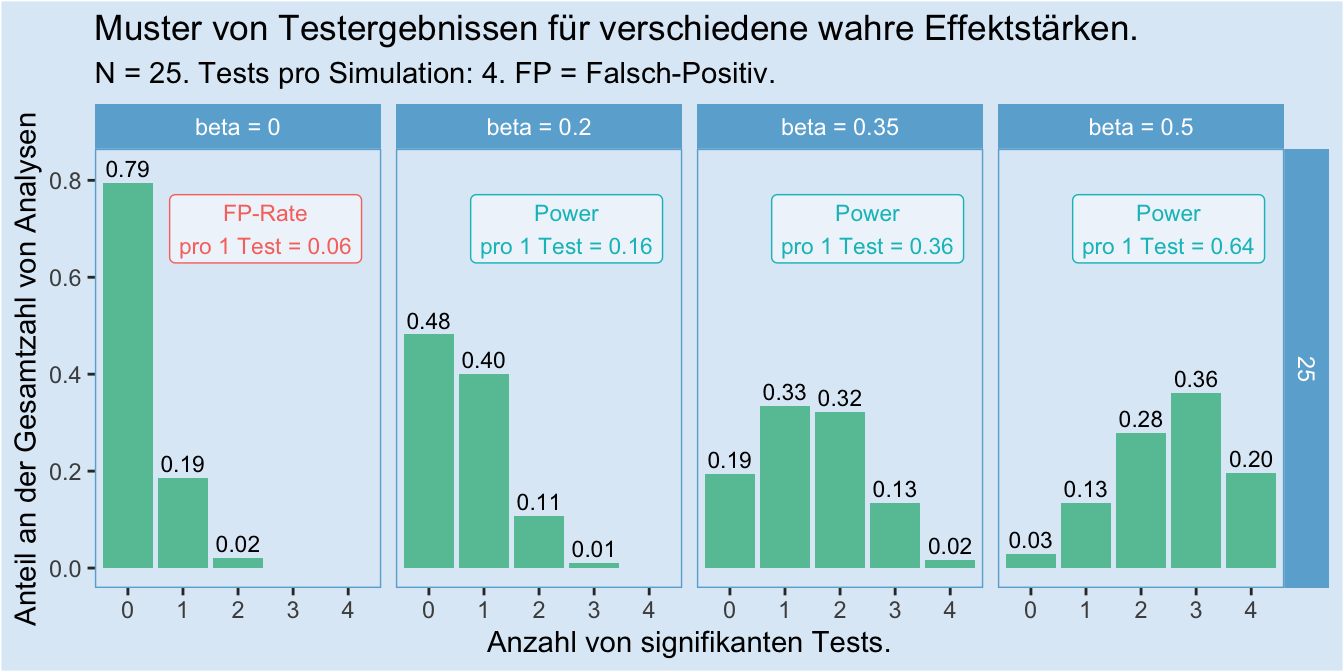 Muster von Testergebnissen für verschiedene wahre Effektstärken.
N = 25. Tests pro Simulation: 4. FP = Falsch-Positiv.
Anteil an der Gesamtzahl von Analysen
beta = 0
beta = 0.2
beta = 0.35
beta = 0.5
25
0.8
0.6
0.4
0.2
0.0
0.79
0.19
0.02
FP-Rate
pro 1 Test = 0.06
0.48
0.40
0.11
0.01
Power
pro 1 Test = 0.16
0.19
0.33
0.32
0.13
0.02
Power
pro 1 Test = 0.36
0.03
0.13
0.28
0.36
0.20
Power
pro 1 Test = 0.64
0 1 2 3 4
0 1 2 3 4
0 1 2 3 4
0 1 2 3 4
Anzahl von signifikanten Tests.